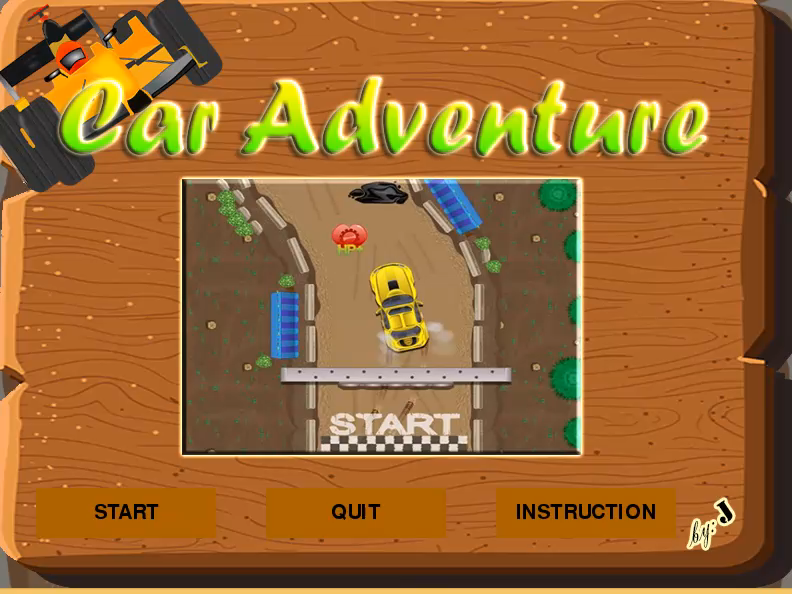 Car Adventure
HP+
START
START
QUIT
INSTRUCTION
by: J